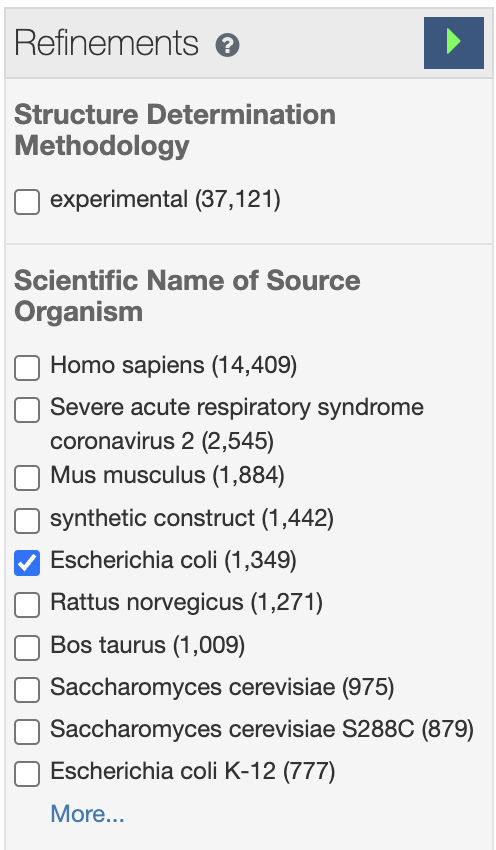 Refinements ?
Structure Determination
Methodology
experimental (37,121)
Scientific Name of Source
Organism
Homo sapiens (14,409)
Severe acute respiratory syndrome
coronavirus 2 (2,545)
Mus musculus (1,884)
synthetic construct (1,442)
Escherichia coli (1,349)
Rattus norvegicus (1,271)
Bos taurus (1,009)
Saccharomyces cerevisiae (975)
Saccharomyces cerevisiae S288C (879)
Escherichia coli K-12 (777)
More...